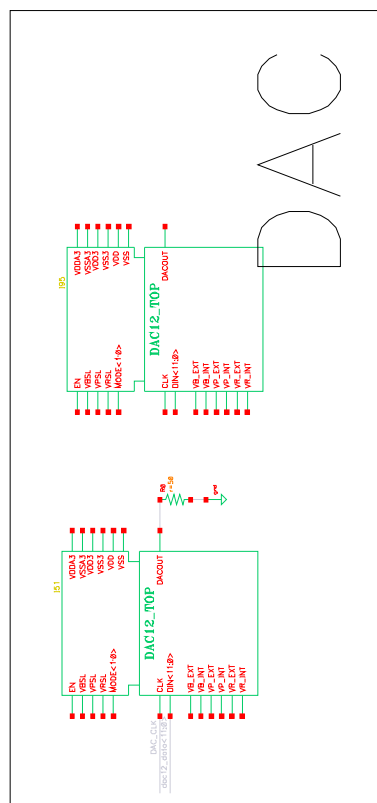 DAC
I95
VDDA3
VSSA3
VDD3
VSS3
VDD
VSS
DACOUT
DAC12_TOP
EN
VBSL
VPSL
VRSL
MODE<1:0>
CLK
DIN<11:0>
VB_EXT
VB_INT
VP_EXT
VP_INT
VR_EXT
VR_INT
R0
r=50
gnd
I51
VDDA3
VSSA3
VDD3
VSS3
VDD
VSS
DACOUT
DAC12_TOP
EN
VBSL
VPSL
VRSL
MODE<1:0>
CLK
DIN<11:0>
VB_EXT
VB_INT
VP_EXT
VP_INT
VR_EXT
VR_INT
DAC_CLK
dac12_data<11:0>